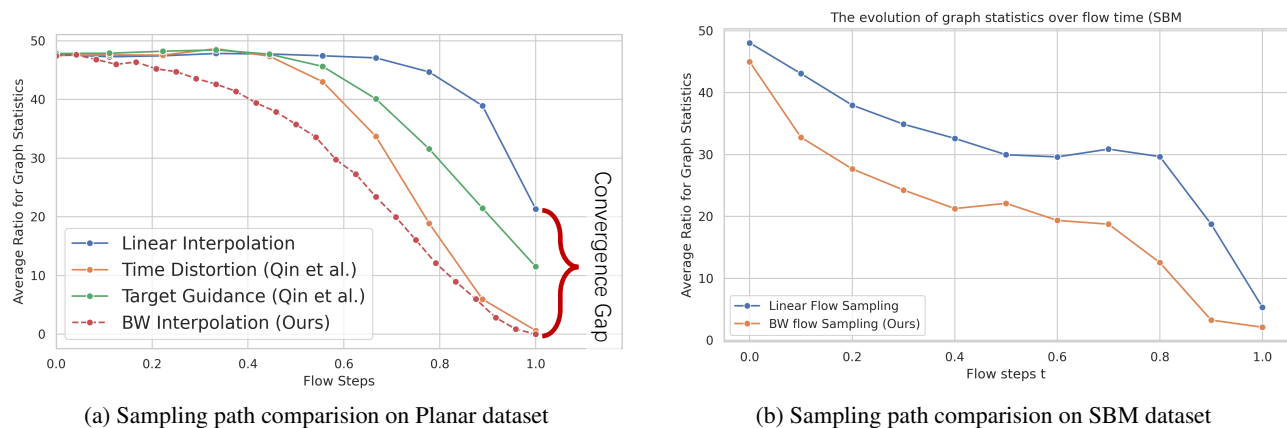 50
40
30
20
10
0
Average Ratio for Graph Statistics
0.0 0.2 0.4 0.6 0.8 1.0
Flow Steps
Linear Interpolation
Time Distortion (Qin et al.)
Target Guidance (Qin et al.)
BW Interpolation (Ours)
Convergence Gap
(a) Sampling path comparision on Planar dataset
The evolution of graph statistics over flow time (SBM
50
40
30
20
10
0
Average Ratio for Graph Statistics
0.0 0.2 0.4 0.6 0.8 1.0
Flow steps t
Linear Flow Sampling
BW flow Sampling (Ours)
(b) Sampling path comparision on SBM dataset